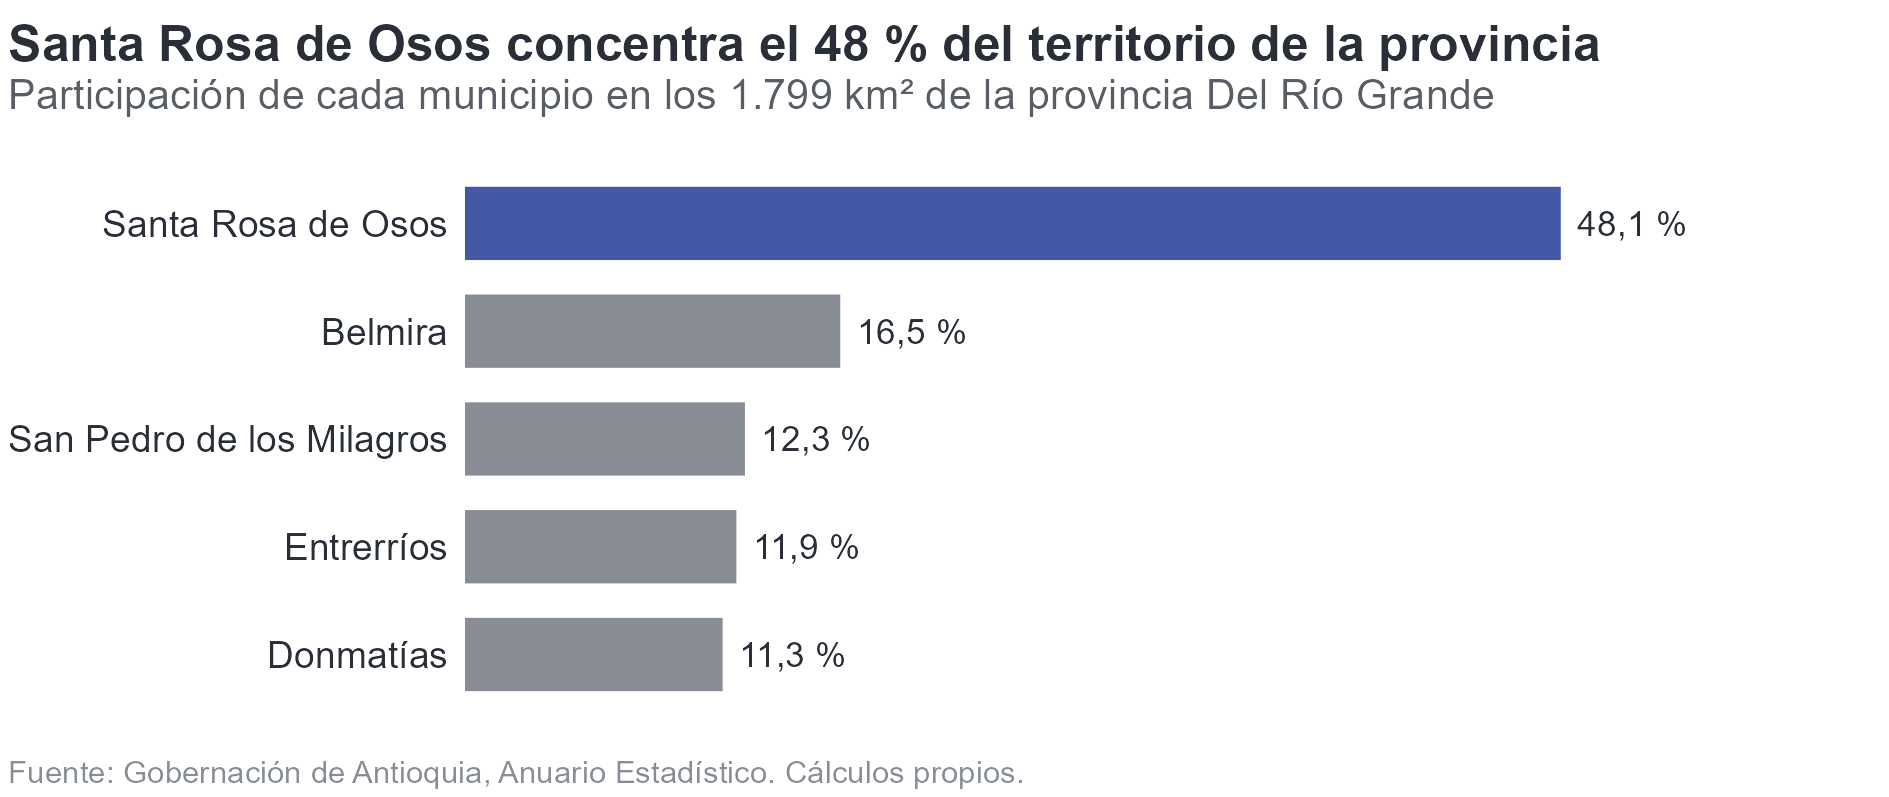 Santa Rosa de Osos concentra el 48 % del territorio de la provincia
Participación de cada municipio en los 1.799 km² de la provincia Del Río Grande
Santa Rosa de Osos 48,1 %
Belmira 16,5 %
San Pedro de los Milagros 12,3 %
Entrerríos 11,9 %
Donmatías 11,3 %
Fuente: Gobernación de Antioquia, Anuario Estadístico. Cálculos propios.